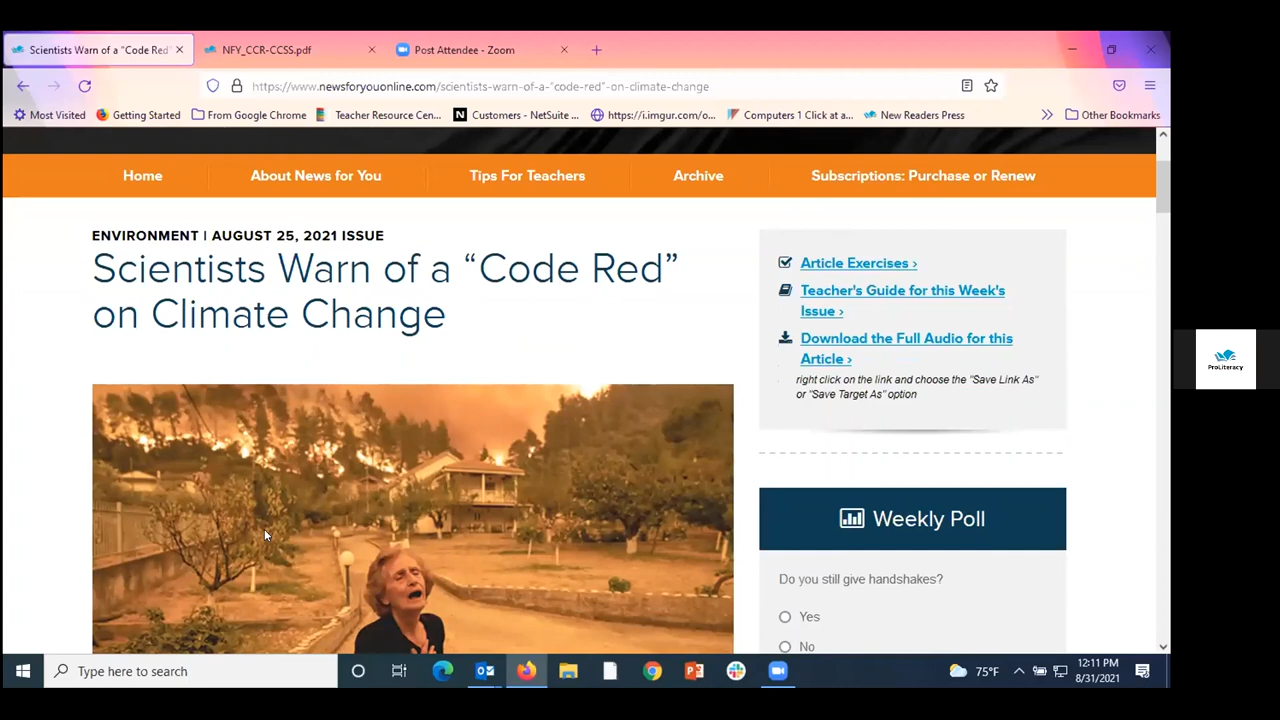 Scientists Warn of a “Code Red”
NFY_CCR-CCSS.pdf
Post Attendee - Zoom
https://www.newsforyouonline.com/scientists-warn-of-a-“code-red”-on-climate-change
Most Visited
Getting Started
From Google Chrome
Teacher Resource Cen...
Customers - NetSuite ...
https://i.imgur.com/o...
Computers 1 Click at a...
New Readers Press
Other Bookmarks
Home
About News for You
Tips For Teachers
Archive
Subscriptions: Purchase or Renew
ENVIRONMENT | AUGUST 25, 2021 ISSUE
Scientists Warn of a “Code Red”
on Climate Change
Article Exercises ›
Teacher's Guide for this Week's
Issue ›
Download the Full Audio for this
Article ›
right click on the link and choose the "Save Link As"
or "Save Target As" option
Weekly Poll
Do you still give handshakes?
Yes
No
ProLiteracy
Type here to search
75°F
12:11 PM
8/31/2021